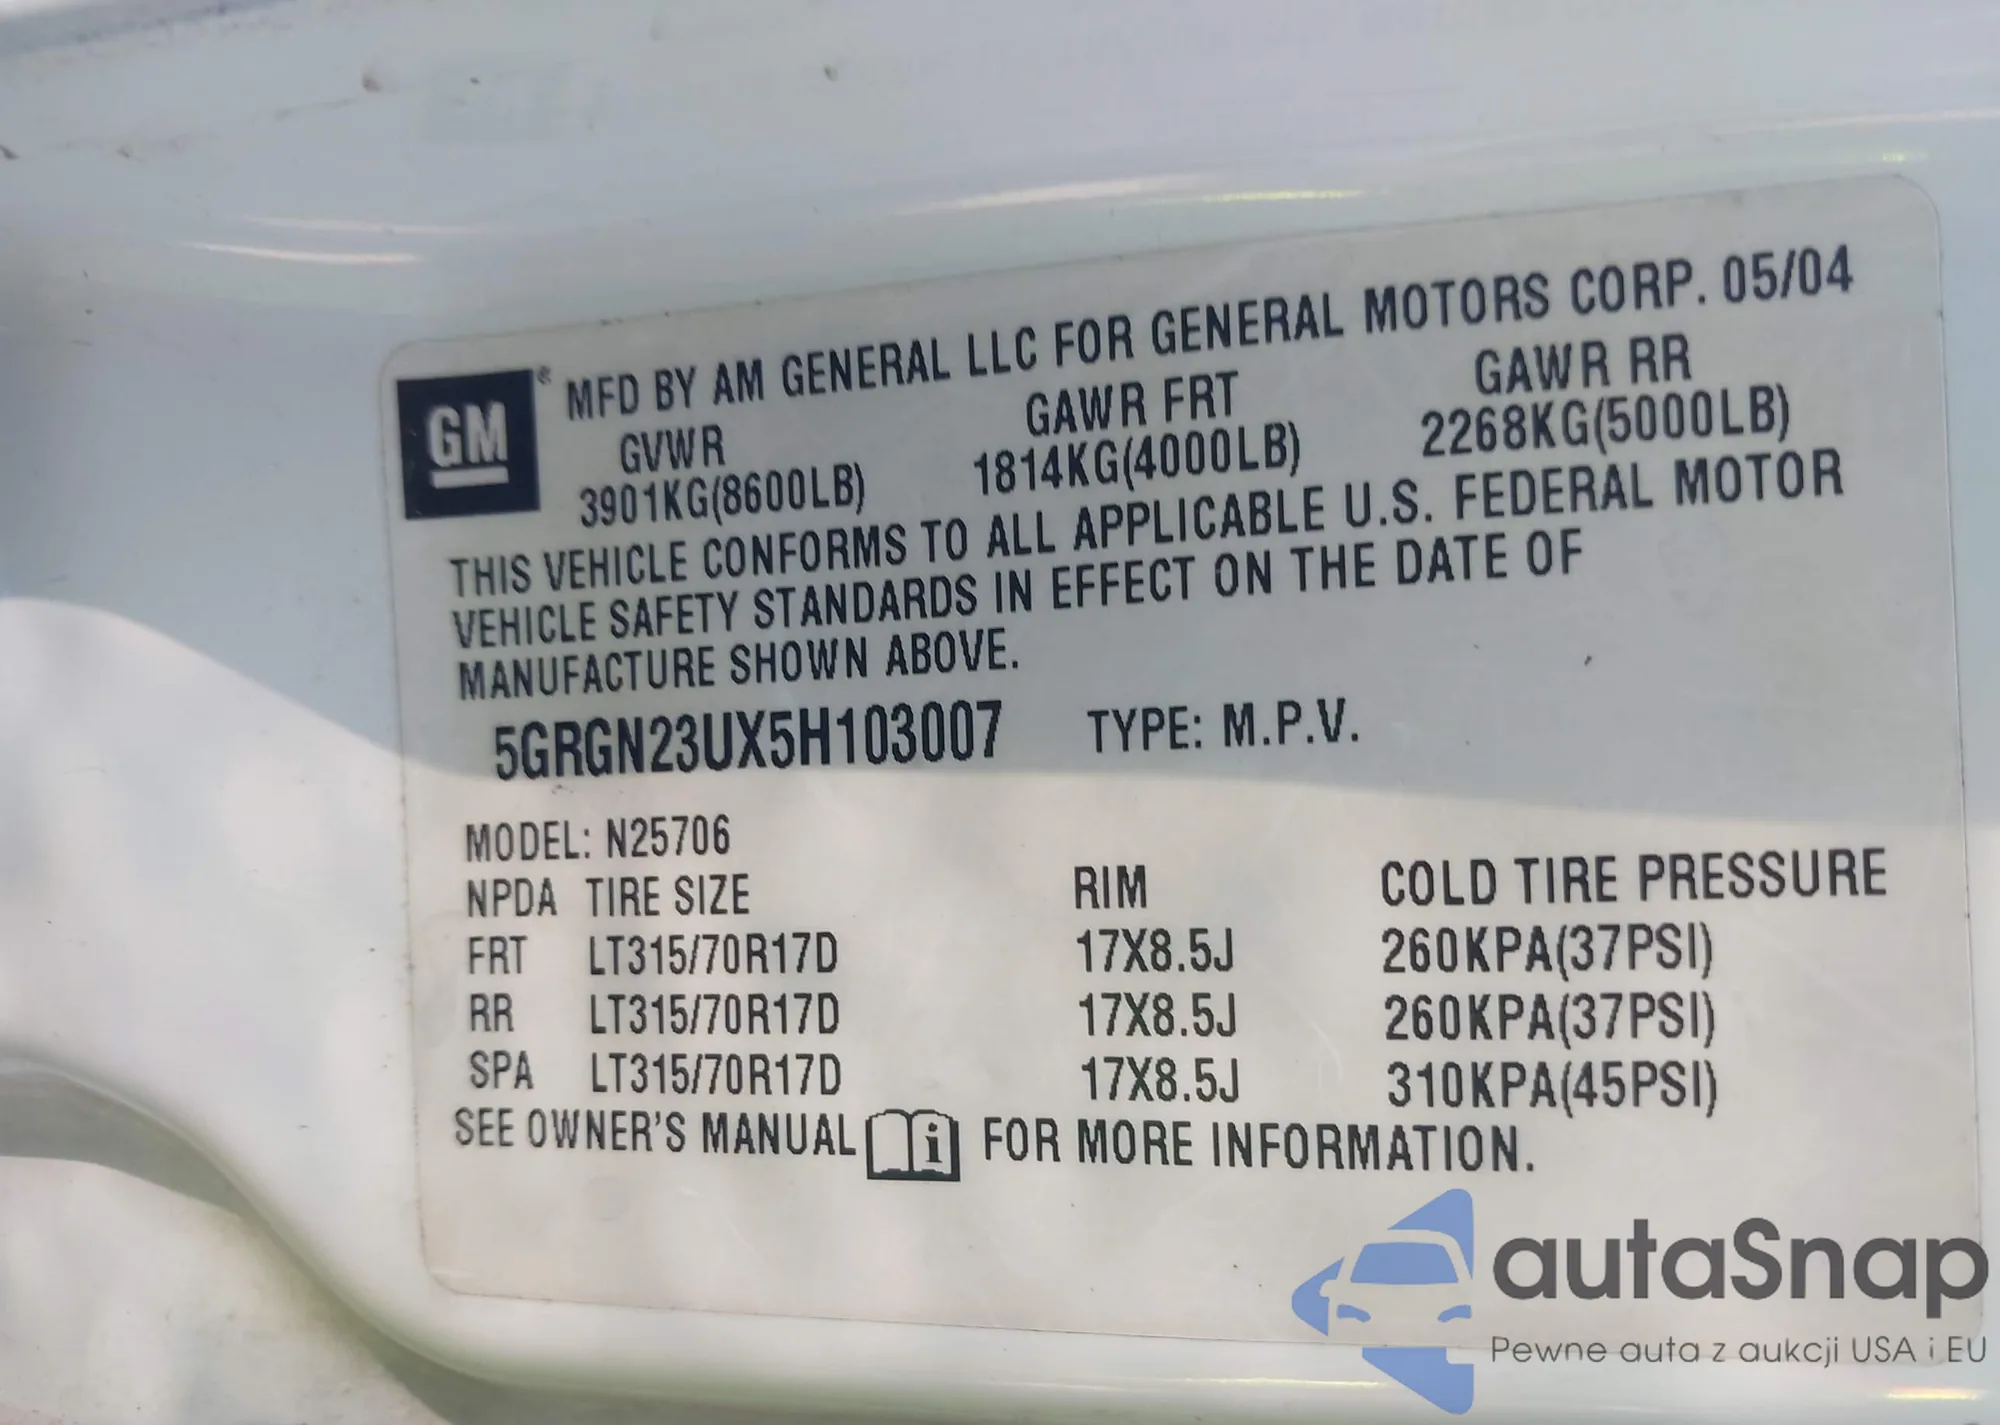 GM® MFD BY AM GENERAL LLC FOR GENERAL MOTORS CORP. 05/04
GVWR GAWR FRT GAWR RR
3901KG(8600LB) 1814KG(4000LB) 2268KG(5000LB)
THIS VEHICLE CONFORMS TO ALL APPLICABLE U.S. FEDERAL MOTOR
VEHICLE SAFETY STANDARDS IN EFFECT ON THE DATE OF
MANUFACTURE SHOWN ABOVE.
5GRGN23UX5H103007 TYPE: M.P.V.
MODEL: N25706
NPDA TIRE SIZE RIM COLD TIRE PRESSURE
FRT LT315/70R17D 17X8.5J 260KPA(37PSI)
RR LT315/70R17D 17X8.5J 260KPA(37PSI)
SPA LT315/70R17D 17X8.5J 310KPA(45PSI)
SEE OWNER'S MANUAL i FOR MORE INFORMATION.
autaSnap
Pewne auta z aukcji USA i EU